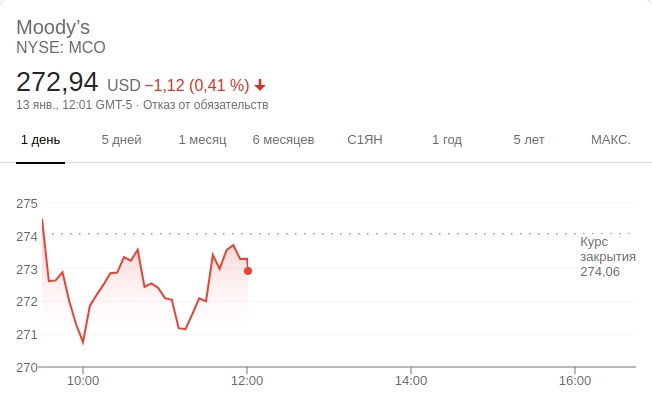 Moody’s
NYSE: MCO
272,94 USD −1,12 (0,41 %)
13 янв., 12:01 GMT-5 · Отказ от обязательств
1 день 5 дней 1 месяц 6 месяцев С1ЯН 1 год 5 лет МАКС.
275
274
273
272
271
270
Курс
закрытия
274,06
10:00 12:00 14:00 16:00